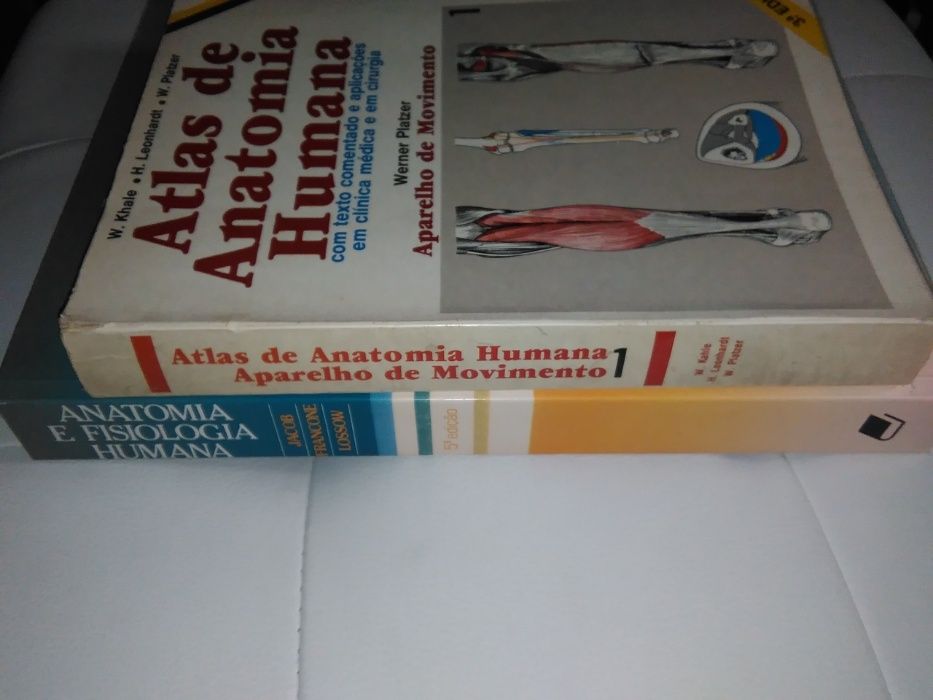 W. Khale • H. Leonhardt • W. Platzer
Atlas de
Anatomia
Humana
com texto comentado e aplicações
em clínica médica e em cirurgia
Werner Platzer
Aparelho de Movimento
1
Atlas de Anatomia Humana
Aparelho de Movimento
1
W. Kahle
H. Leonhardt
W. Platzer
ANATOMIA
E FISIOLOGIA
HUMANA
JACOB
FRANCONE
LOSSOW
5ª edição